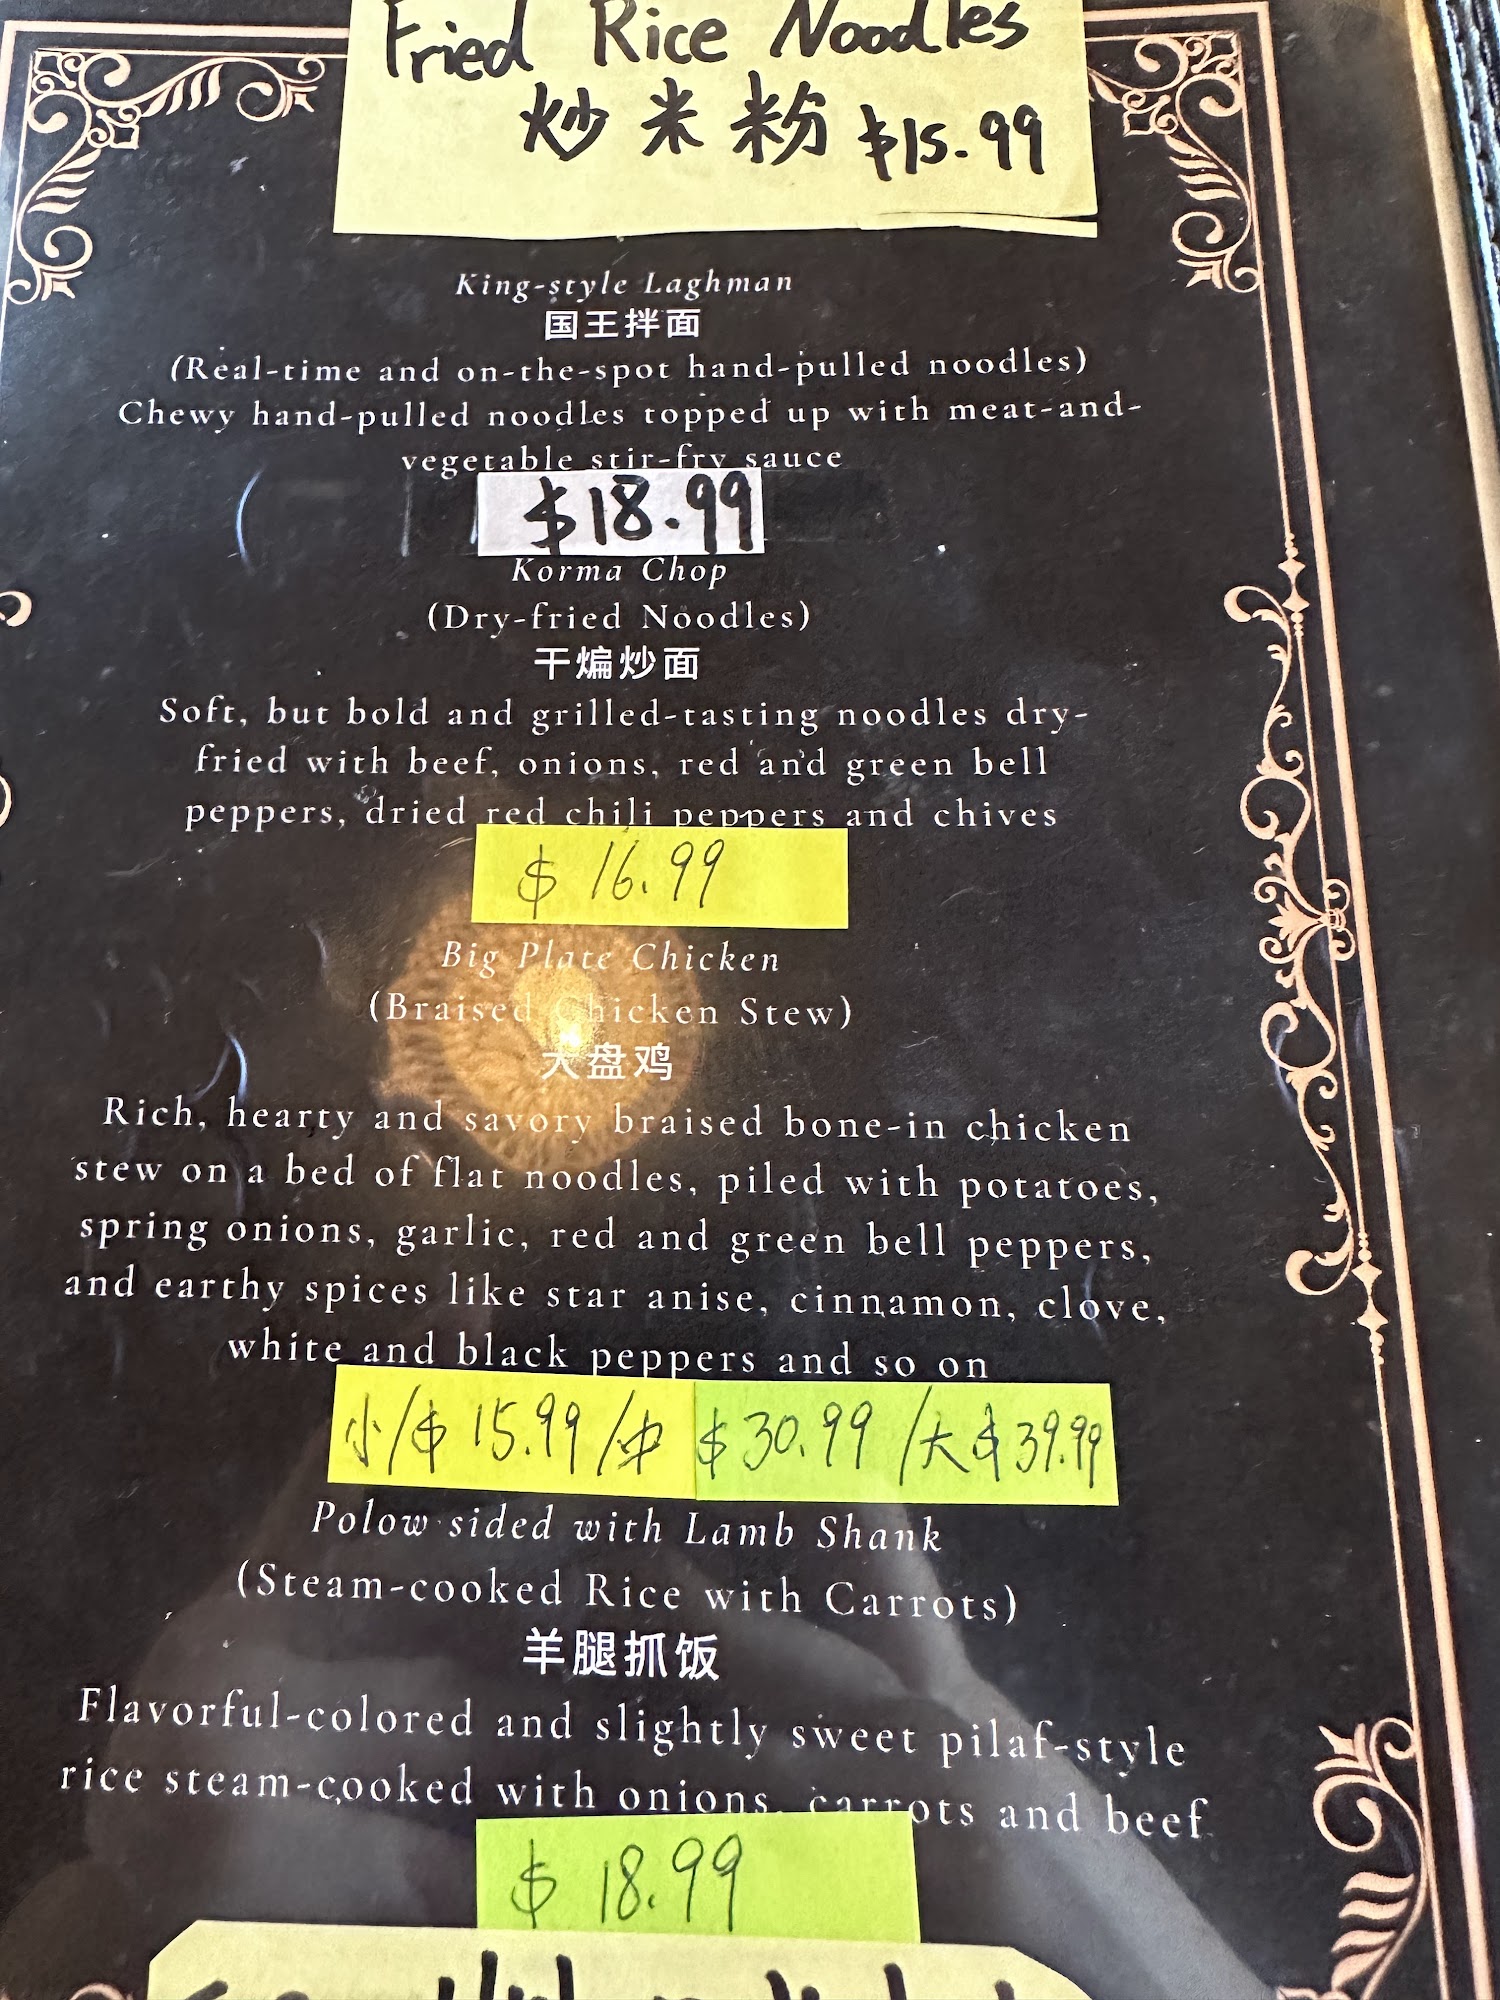 Fried Rice Noodles
炒米粉 $15.99
King-style Laghman
国王拌面
(Real-time and on-the-spot hand-pulled noodles)
Chewy hand-pulled noodles topped up with meat-and-
vegetable stir-fry sauce
$18.99
Korma Chop
(Dry-fried Noodles)
干煸炒面
Soft, but bold and grilled-tasting noodles dry-
fried with beef, onions, red and green bell
peppers, dried red chili peppers and chives
$16.99
Big Plate Chicken
(Braised Chicken Stew)
大盘鸡
Rich, hearty and savory braised bone-in chicken
stew on a bed of flat noodles, piled with potatoes,
spring onions, garlic, red and green bell peppers,
and earthy spices like star anise, cinnamon, clove,
white and black peppers and so on
小/$15.99/中 $30.99/大$39.99
Polow sided with Lamb Shank
(Steam-cooked Rice with Carrots)
羊腿抓饭
Flavorful-colored and slightly sweet pilaf-style
rice steam-cooked with onions, carrots and beef
$18.99